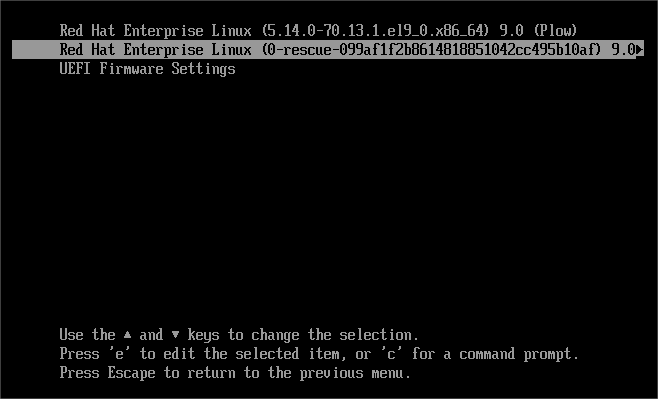 Red Hat Enterprise Linux (5.14.0-70.13.1.el9_0.x86_64) 9.0 (Plow)
Red Hat Enterprise Linux (0-rescue-099af1f2b8614818851042cc495b10af) 9.0▶
UEFI Firmware Settings
Use the ▲ and ▼ keys to change the selection.
Press 'e' to edit the selected item, or 'c' for a command prompt.
Press Escape to return to the previous menu.